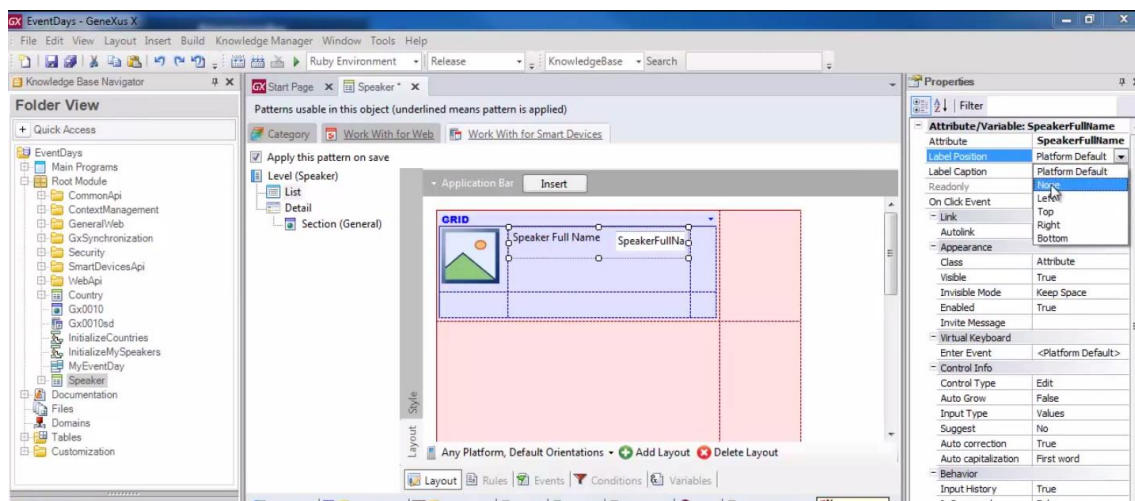 EventDays - GeneXus X
File Edit View Layout Insert Build Knowledge Manager Window Tools Help
Ruby Environment Release KnowledgeBase Search
Knowledge Base Navigator
Folder View
+ Quick Access
EventDays
Main Programs
Root Module
CommonApi
ContextManagement
GeneralWeb
GxSynchronization
Security
SmartDevicesApi
WebApi
Country
Gx0010
Gx0010sd
InitializeCountries
InitializeMySpeakers
MyEventDay
Speaker
Documentation
Files
Domains
Tables
Customization
GX Start Page Speaker *
Patterns usable in this object (underlined means pattern is applied)
Category Work With for Web Work With for Smart Devices
Apply this pattern on save
Level (Speaker)
List
Detail
Section (General)
Application Bar Insert
GRID
Speaker Full Name SpeakerFullNa
Style
Layout
Any Platform, Default Orientations Add Layout Delete Layout
Layout Rules Events Conditions Variables
Properties
Filter
Attribute/Variable: SpeakerFullName
Attribute SpeakerFullName
Label Position Platform Default
Label Caption Platform Default
Readonly None
On Click Event Left
Link Top
Right
Autolink Bottom
Appearance
Class Attribute
Visible True
Invisible Mode Keep Space
Enabled True
Invite Message
Virtual Keyboard
Enter Event <Platform Default>
Control Info
Control Type Edit
Auto Grow False
Input Type Values
Suggest No
Auto correction True
Auto capitalization First word
Behavior
Input History True